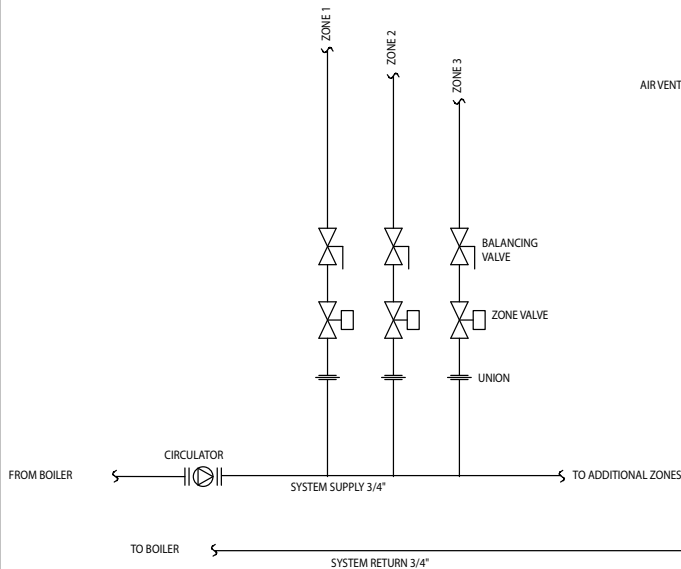 ZONE 1
ZONE 2
ZONE 3
AIR VENT
BALANCING
VALVE
ZONE VALVE
UNION
CIRCULATOR
FROM BOILER
TO ADDITIONAL ZONES
SYSTEM SUPPLY 3/4"
TO BOILER
SYSTEM RETURN 3/4"